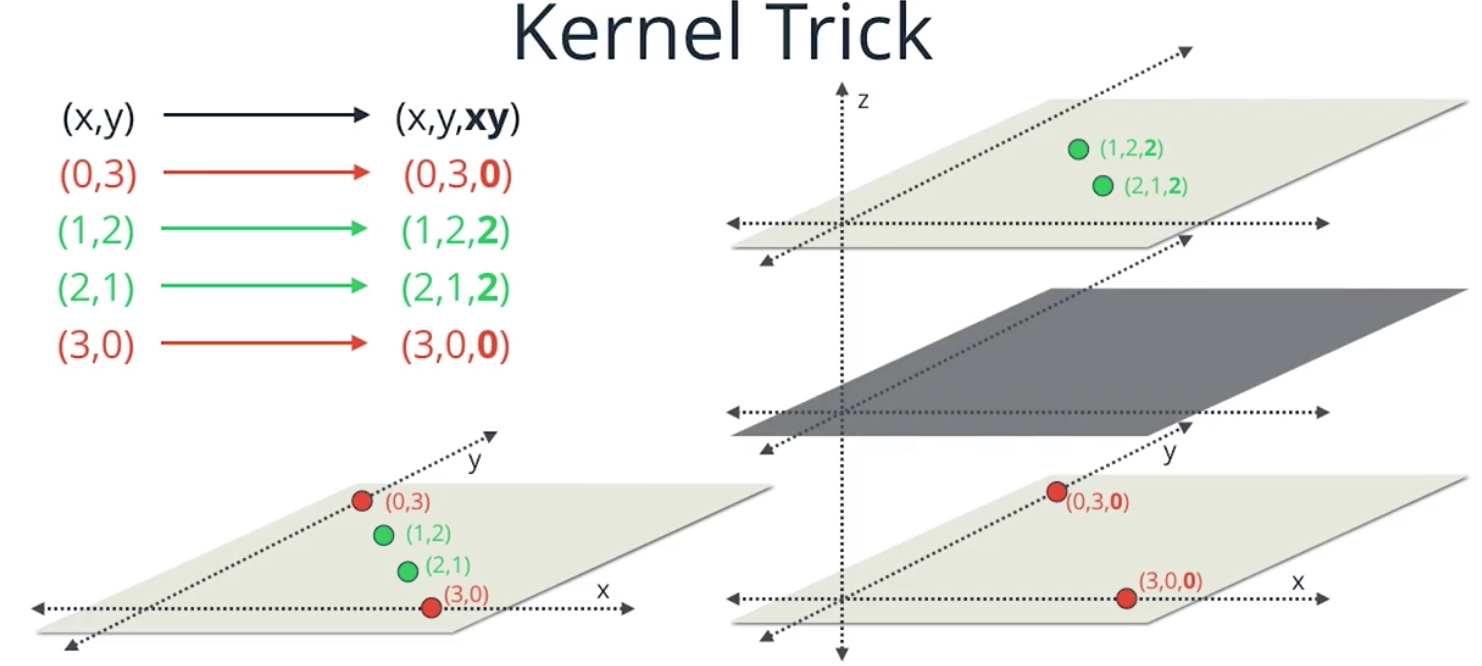 Kernel Trick
(x,y) (x,y,xy)
(0,3) (0,3,0)
(1,2) (1,2,2)
(2,1) (2,1,2)
(3,0) (3,0,0)
y
(0,3)
(1,2)
(2,1)
(3,0)
x
z
(1,2,2)
(2,1,2)
y
(0,3,0)
(3,0,0)
x